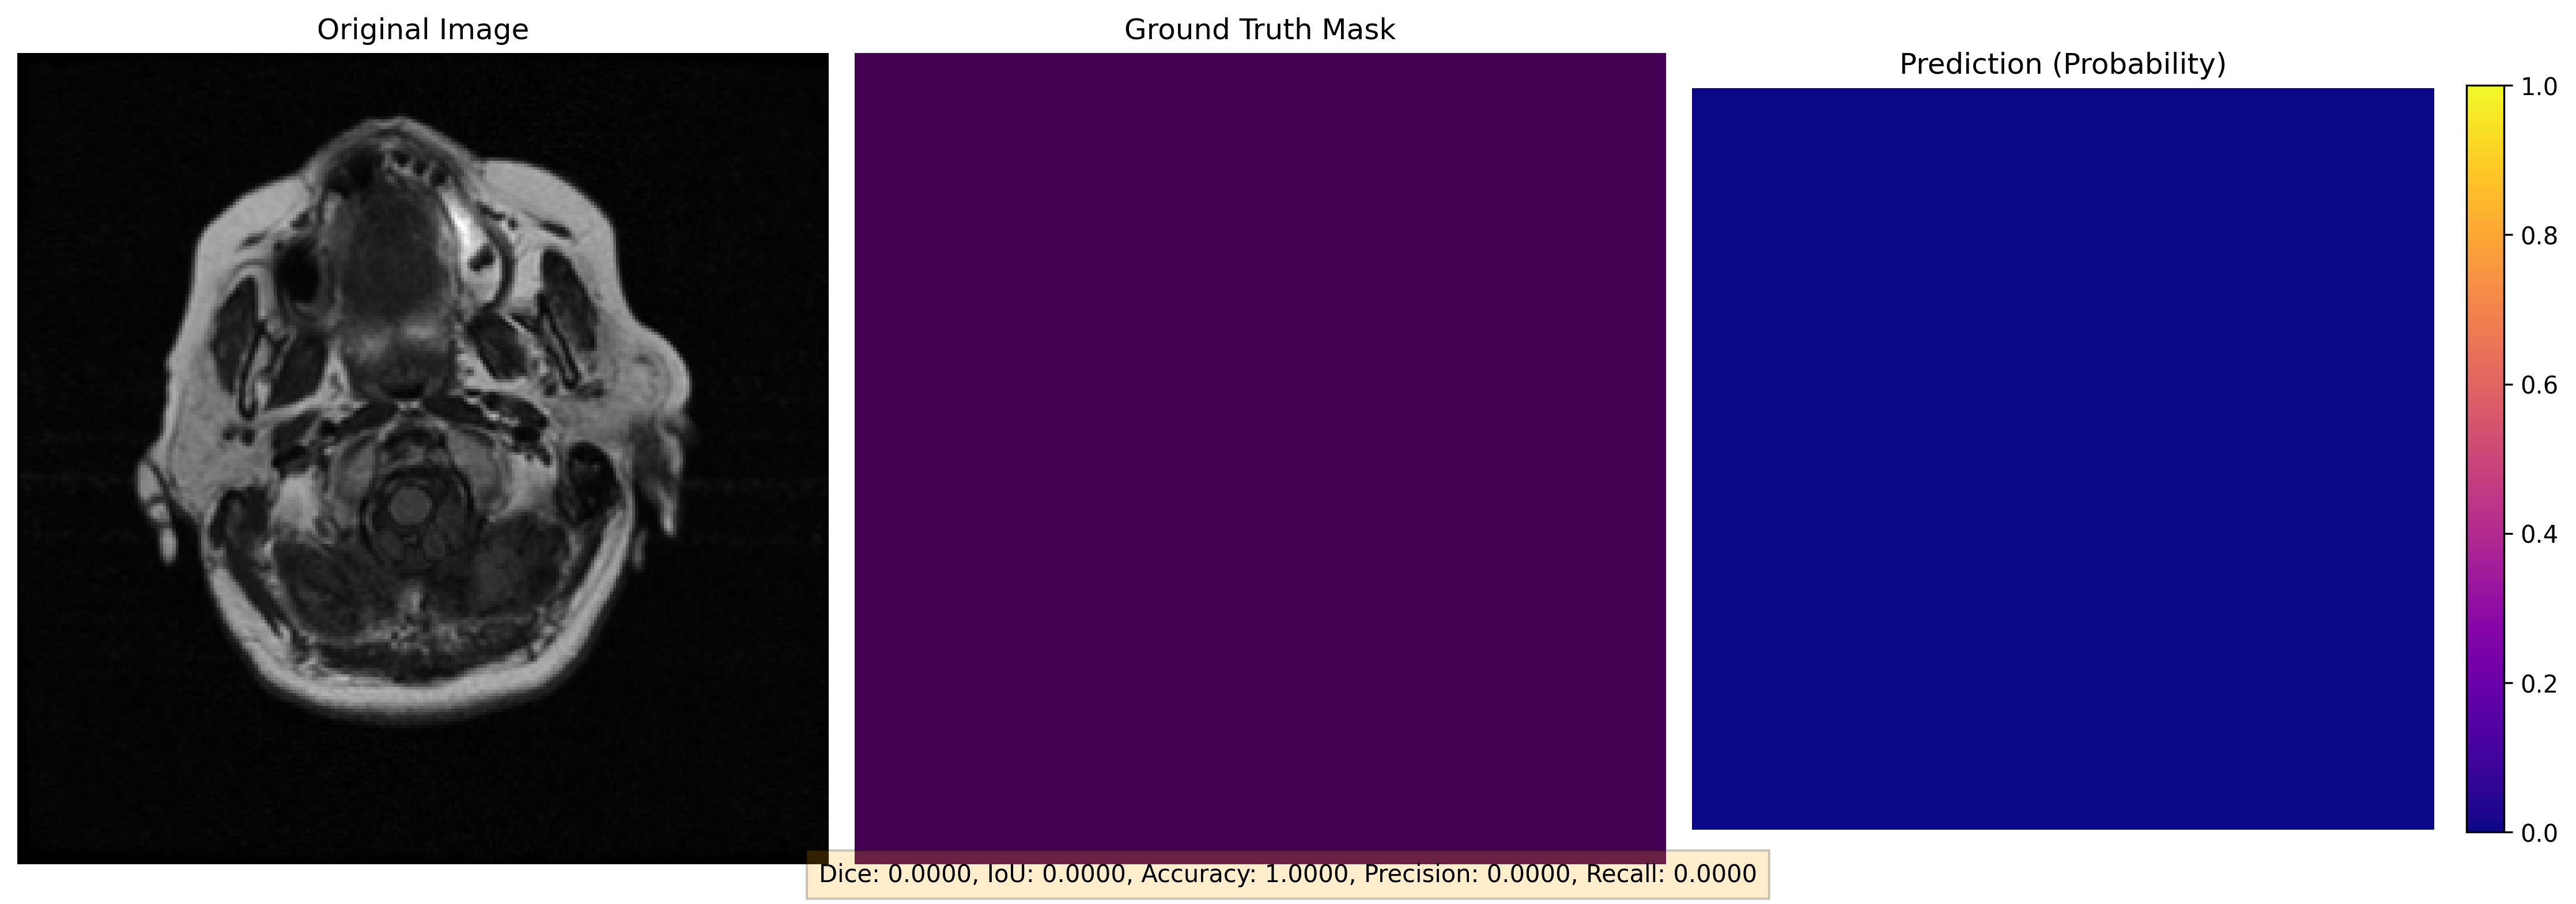 Original Image
Ground Truth Mask
Prediction (Probability)
1.0
0.8
0.6
0.4
0.2
0.0
Dice: 0.0000, IoU: 0.0000, Accuracy: 1.0000, Precision: 0.0000, Recall: 0.0000